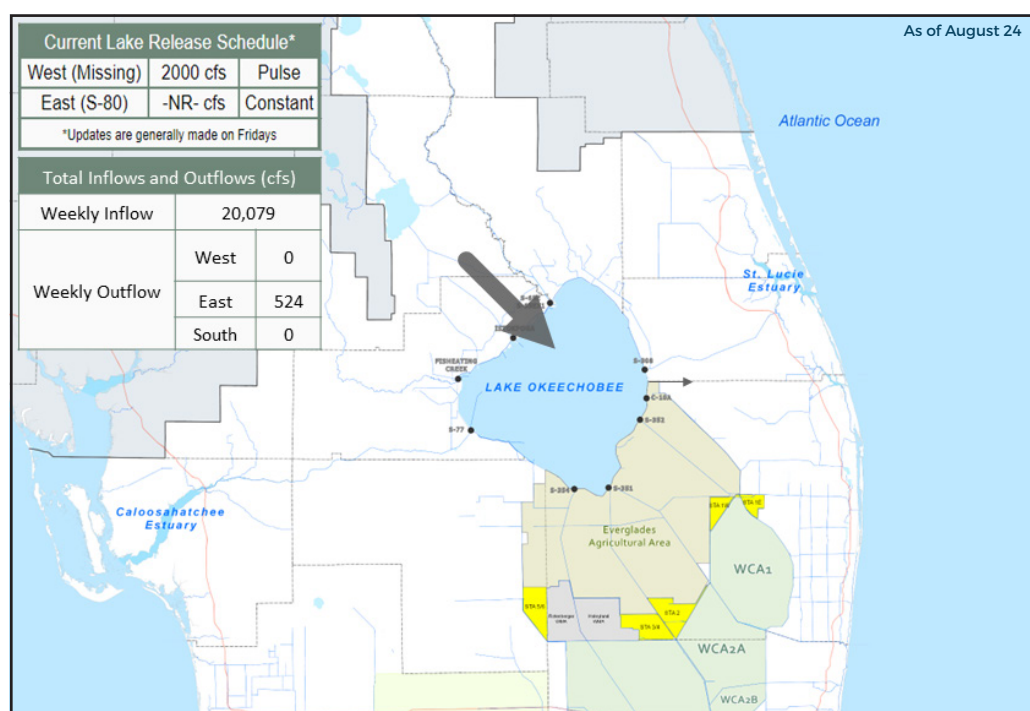 As of August 24
Current Lake Release Schedule*
West (Missing) 2000 cfs Pulse
East (S-80) -NR- cfs Constant
*Updates are generally made on Fridays
Total Inflows and Outflows (cfs)
Weekly Inflow 20,079
Weekly Outflow
West 0
East 524
South 0
Atlantic Ocean
St. Lucie
Estuary
FISHEATING
CREEK
LAKE OKEECHOBEE
S-308
C-10A
S-352
S-77
S-354
S-351
Caloosahatchee
Estuary
Everglades
Agricultural Area
STA 1W
STA 1E
WCA1
STA 5/6
STA 2
STA 3/4
WCA2A
WCA2B